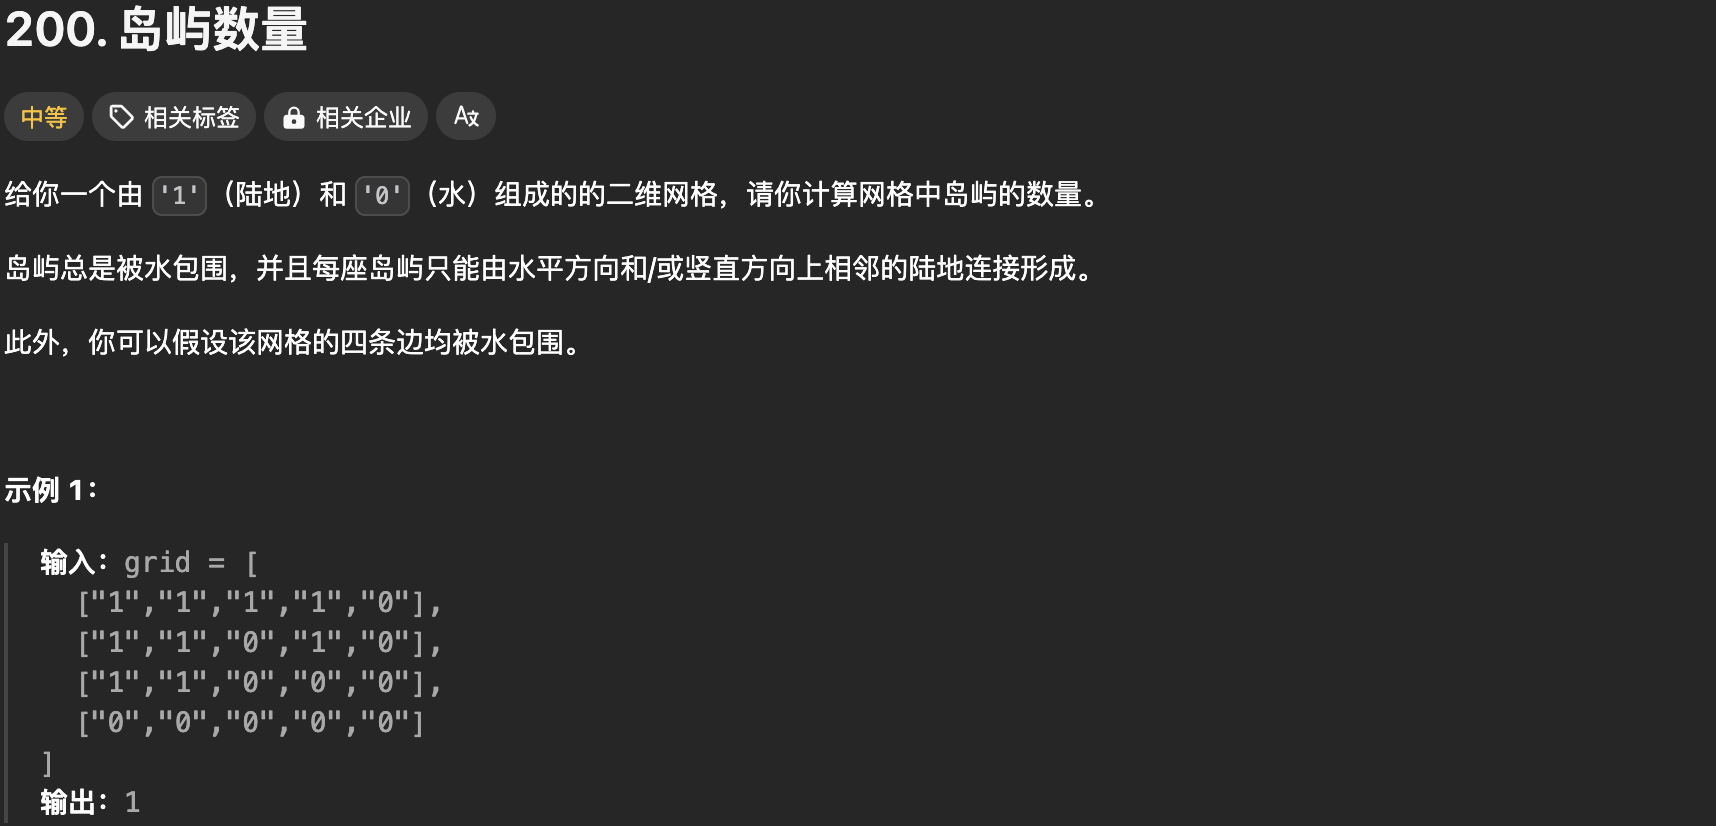 200. 岛屿数量
中等 相关标签 相关企业 A文
给你一个由 '1'（陆地）和 '0'（水）组成的的二维网格，请你计算网格中岛屿的数量。
岛屿总是被水包围，并且每座岛屿只能由水平方向和/或竖直方向上相邻的陆地连接形成。
此外，你可以假设该网格的四条边均被水包围。
示例 1：
输入：grid = [
["1","1","1","1","0"],
["1","1","0","1","0"],
["1","1","0","0","0"],
["0","0","0","0","0"]
]
输出：1